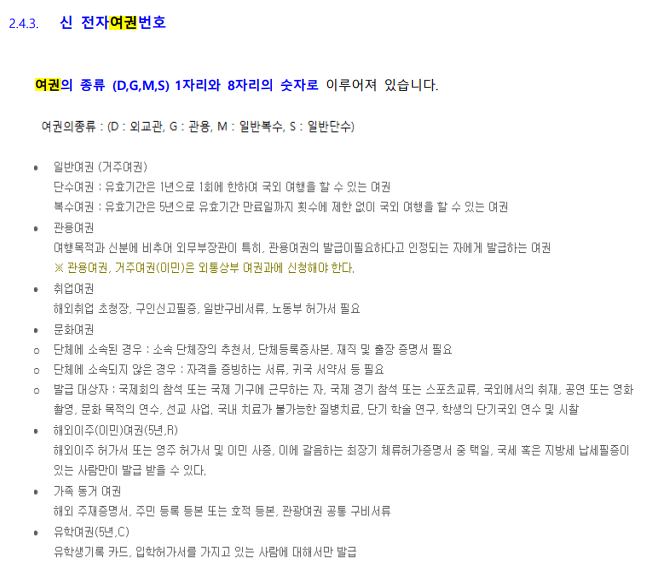 2.4.3. 신 전자여권번호
여권의 종류 (D,G,M,S) 1자리와 8자리의 숫자로 이루어져 있습니다.
여권의종류 : (D : 외교관, G : 관용, M : 일반복수, S : 일반단수)
• 일반여권 (거주여권)
단수여권 : 유효기간은 1년으로 1회에 한하여 국외 여행을 할 수 있는 여권
복수여권 : 유효기간은 5년으로 유효기간 만료일까지 횟수에 제한 없이 국외 여행을 할 수 있는 여권
• 관용여권
여행목적과 신분에 비추어 외무부장관이 특히, 관용여권의 발급이필요하다고 인정되는 자에게 발급하는 여권
※ 관용여권, 거주여권(이민)은 외통상부 여권과에 신청해야 한다.
• 취업여권
해외취업 초청장, 구인신고필증, 일반구비서류, 노동부 허가서 필요
• 문화여권
o 단체에 소속된 경우 : 소속 단체장의 추천서, 단체등록증사본, 재직 및 출장 증명서 필요
o 단체에 소속되지 않은 경우 : 자격을 증빙하는 서류, 귀국 서약서 등 필요
o 발급 대상자 : 국제회의 참석 또는 국제 기구에 근무하는 자, 국제 경기 참석 또는 스포츠교류, 국외에서의 취재, 공연 또는 영화
촬영, 문화 목적의 연수, 선교 사업, 국내 치료가 불가능한 질병치료, 단기 학술 연구, 학생의 단기국외 연수 및 시찰
• 해외이주(이민)여권(5년,R)
해외이주 허가서 또는 영주 허가서 및 이민 사증, 이에 갈음하는 최장기 체류허가증명서 중 택일, 국세 혹은 지방세 납세필증이
있는 사람만이 발급 받을 수 있다.
• 가족 동거 여권
해외 주재증명서, 주민 등록 등본 또는 호적 등본, 관광여권 공통 구비서류
• 유학여권(5년,C)
유학생기록 카드, 입학허가서를 가지고 있는 사람에 대해서만 발급